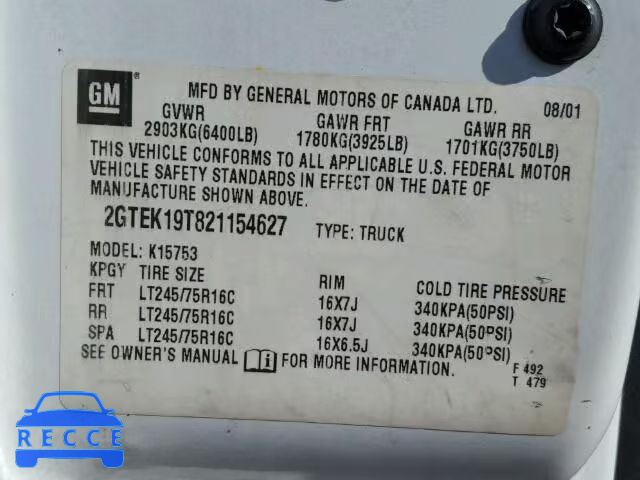 GM ®
MFD BY GENERAL MOTORS OF CANADA LTD. 08/01
GVWR GAWR FRT GAWR RR
2903KG(6400LB) 1780KG(3925LB) 1701KG(3750LB)
THIS VEHICLE CONFORMS TO ALL APPLICABLE U.S. FEDERAL MOTOR
VEHICLE SAFETY STANDARDS IN EFFECT ON THE DATE OF
MANUFACTURE SHOWN ABOVE.
2GTEK19T821154627 TYPE: TRUCK
MODEL: K15753
KPGY TIRE SIZE RIM COLD TIRE PRESSURE
FRT LT245/75R16C 16X7J 340KPA(50PSI)
RR LT245/75R16C 16X7J 340KPA(50PSI)
SPA LT245/75R16C 16X6.5J 340KPA(50PSI)
SEE OWNER'S MANUAL FOR MORE INFORMATION.
F 492
T 479
RECCE